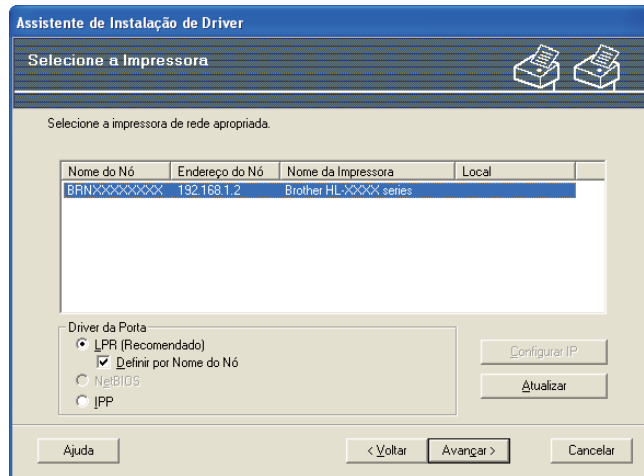 Assistente de Instalação de Driver
Selecione a Impressora
Selecione a impressora de rede apropriada.
Nome do Nó Endereço do Nó Nome da Impressora Local
BRNXXXXXXXX 192.168.1.2 Brother HL-XXXX series
Driver da Porta
LPR (Recomendado)
Definir por Nome do Nó
NetBIOS
IPP
Configurar IP
Atualizar
Ajuda < Voltar Avançar > Cancelar